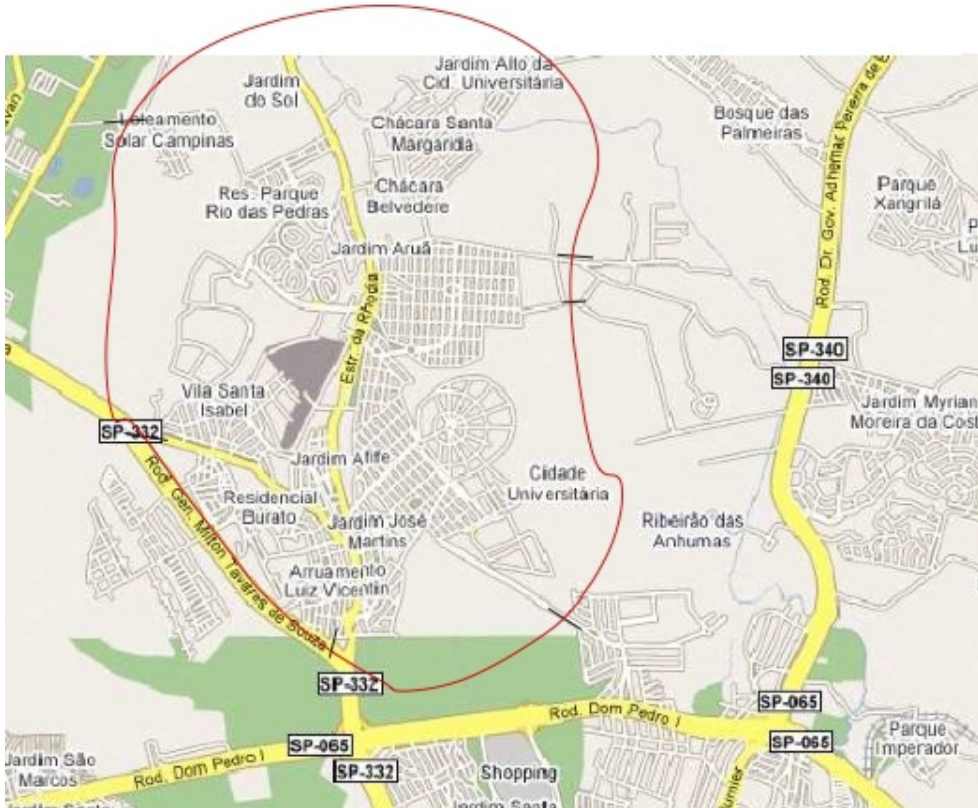 Jardim Alto da
Cid. Universitária
Jardim
do Sol
Bosque das
Palmeiras
Rod. Dr. Gov. Adhemar Pereira de
Loteamento
Solar Campinas
Chácara Santa
Margarida
Res. Parque
Rio das Pedras
Chácara
Belvedere
Parque
Xangrilá
Jardim Aruã
Estr. da Rhodia
SP-340
SP-340
Vila Santa
Isabel
Jardim Myrian
Moreira da Cost
SP-332
Jardim Afife
Cidade
Universitária
Rod. Gen. Milton Tavares de Souza
Residencial
Burato
Jardim José
Martins
Ribeirão das
Anhumas
Arruamento
Luiz Vicentin
SP-332
SP-065
Rod. Dom Pedro I
SP-065
SP-065
Parque
Imperador
Jardim São
Marcos
Rod. Dom Pedro I
SP-332
Shopping
Jardim Santa